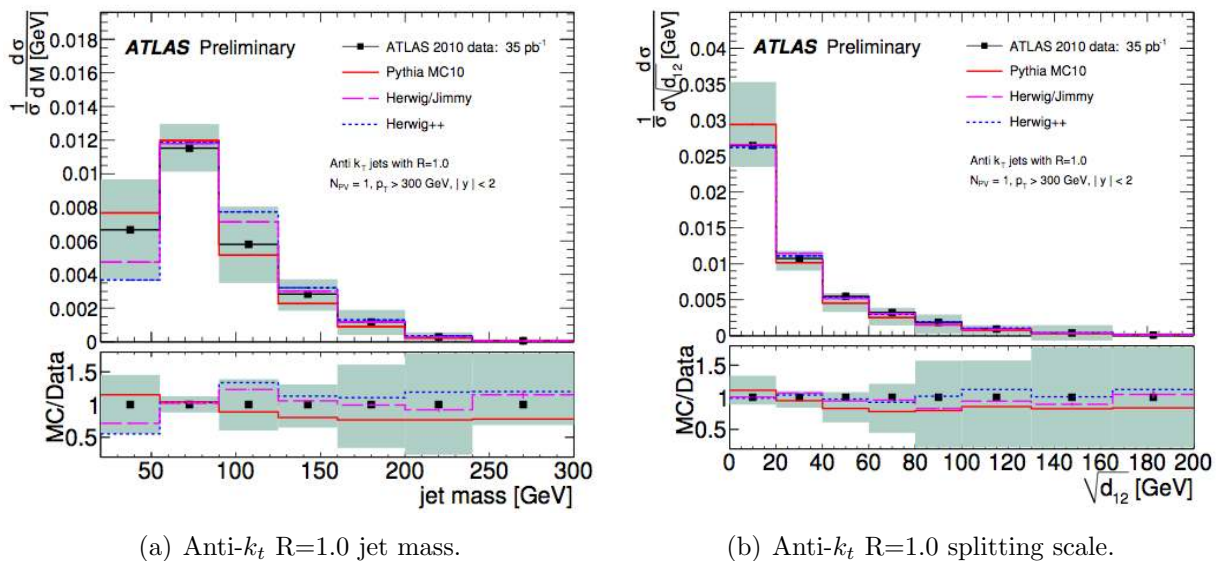 1/σ dσ/d M [GeV]
ATLAS Preliminary
ATLAS 2010 data: 35 pb⁻¹
Pythia MC10
Herwig/Jimmy
Herwig++
Anti k_T jets with R=1.0
N_PV = 1, p_T > 300 GeV, | y | < 2
0.016
0.014
0.012
0.01
0.008
0.006
0.004
0.002
0
MC/Data
1.5
1
0.5
50 100 150 200 250 300
jet mass [GeV]
(a) Anti-k_t R=1.0 jet mass.
1/σ dσ/d√d₁₂ [GeV]
ATLAS Preliminary
ATLAS 2010 data: 35 pb⁻¹
Pythia MC10
Herwig/Jimmy
Herwig++
Anti k_T jets with R=1.0
N_PV = 1, p_T > 300 GeV, | y | < 2
0.04
0.035
0.03
0.025
0.02
0.015
0.01
0.005
0
MC/Data
1.5
1
0.5
0 20 40 60 80 100 120 140 160 180 200
√d₁₂ [GeV]
(b) Anti-k_t R=1.0 splitting scale.